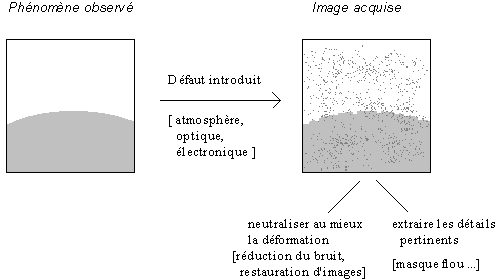 Phénomène observé
Image acquise
Défaut introduit
[ atmosphère,
optique,
électronique ]
neutraliser au mieux
la déformation
[réduction du bruit,
restauration d'images]
extraire les détails
pertinents
[masque flou ...]